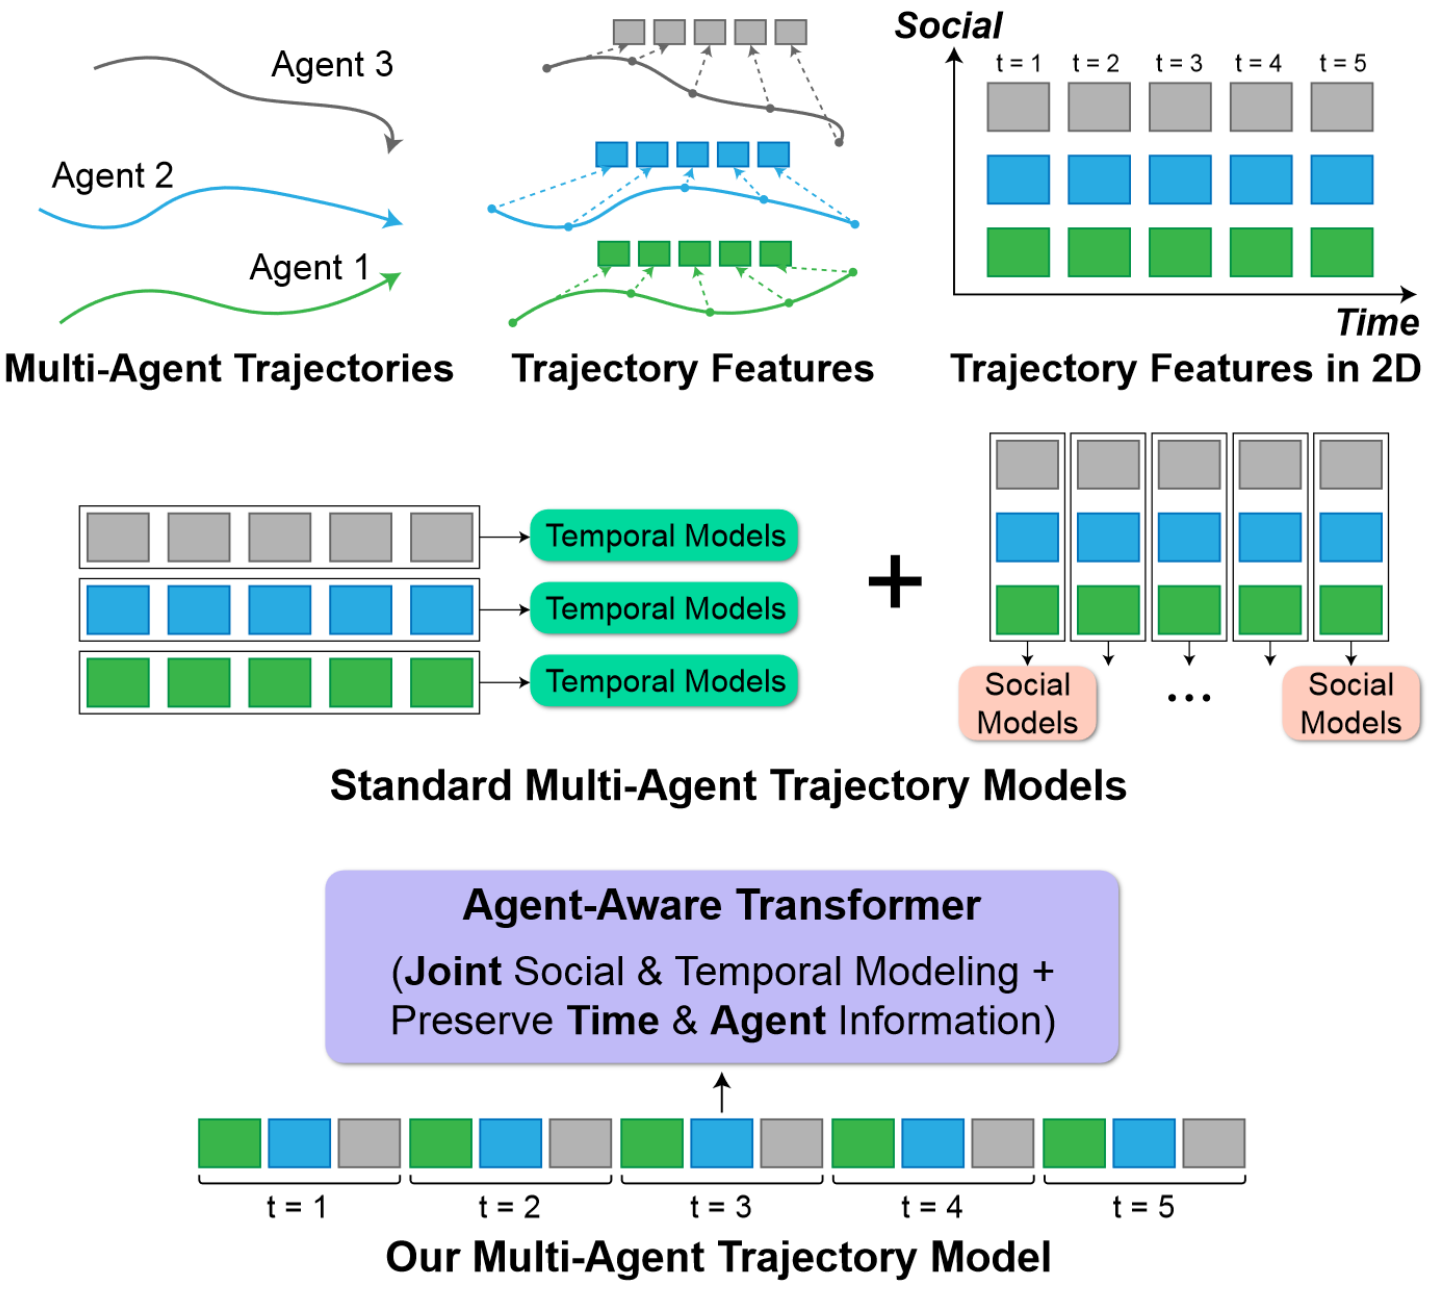 Agent 3
Agent 2
Agent 1
Multi-Agent Trajectories
Trajectory Features
Social
t = 1 t = 2 t = 3 t = 4 t = 5
Time
Trajectory Features in 2D
Temporal Models
Temporal Models
Temporal Models
+
Social
Models
...
Social
Models
Standard Multi-Agent Trajectory Models
Agent-Aware Transformer
(Joint Social & Temporal Modeling +
Preserve Time & Agent Information)
t = 1 t = 2 t = 3 t = 4 t = 5
Our Multi-Agent Trajectory Model